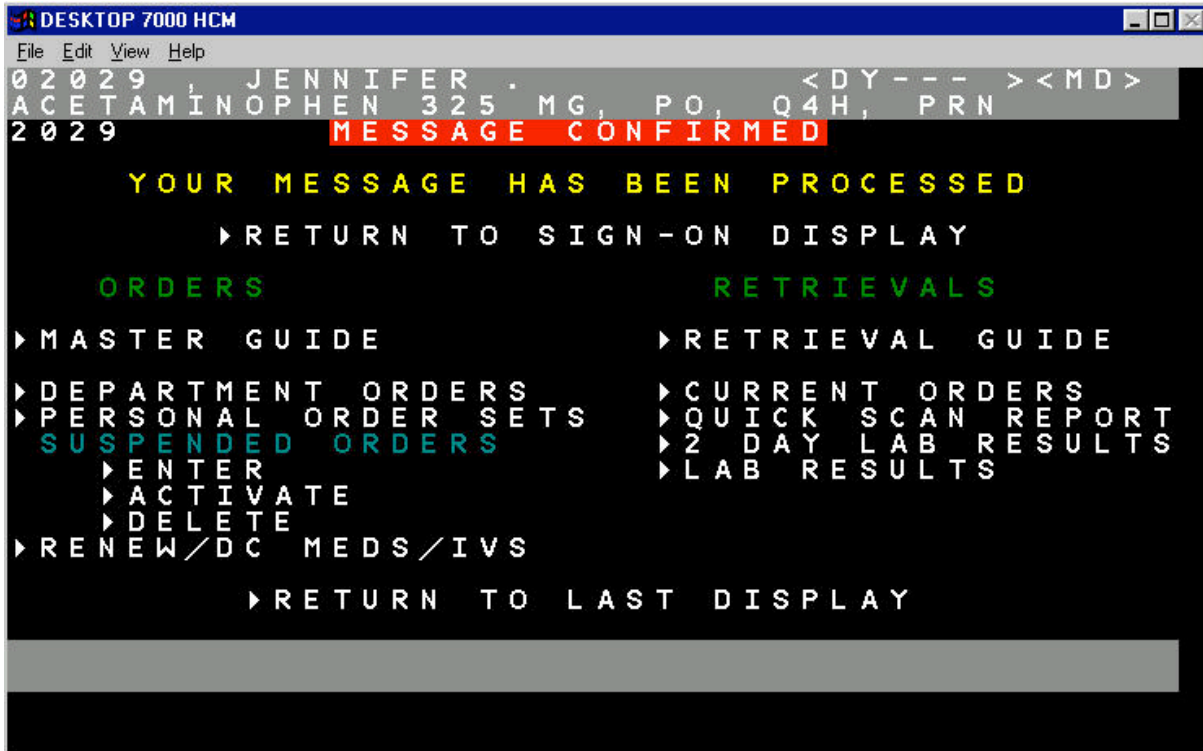 DESKTOP 7000 HCM
File Edit View Help
02029 , JENNIFER . <DY--- ><MD>
ACETAMINOPHEN 325 MG, PO, Q4H, PRN
2029 MESSAGE CONFIRMED
YOUR MESSAGE HAS BEEN PROCESSED
RETURN TO SIGN-ON DISPLAY
ORDERS RETRIEVALS
MASTER GUIDE RETRIEVAL GUIDE
DEPARTMENT ORDERS CURRENT ORDERS
PERSONAL ORDER SETS QUICK SCAN REPORT
SUSPENDED ORDERS 2 DAY LAB RESULTS
ENTER LAB RESULTS
ACTIVATE
DELETE
RENEW/DC MEDS/IVS
RETURN TO LAST DISPLAY